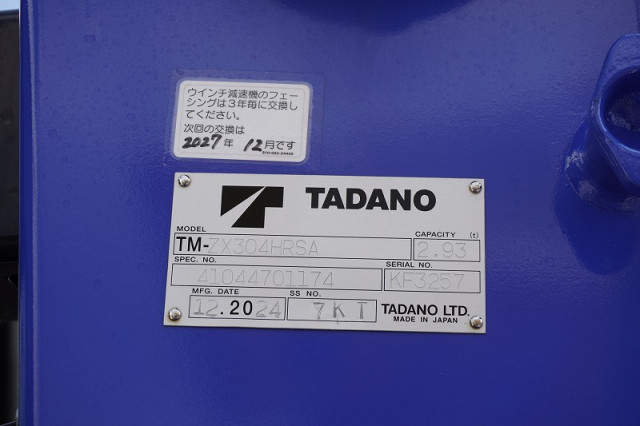 ウインチ減速機のフェー
シングは3年毎に交換し
てください。
次回の交換は
2027年 12月です
TADANO
MODEL
CAPACITY (t)
TM-ZX304HRSA
2.93
SPEC. NO.
SERIAL NO.
41044701174
KF3257
MFG. DATE
SS NO.
12.2024
7KT
TADANO LTD.
MADE IN JAPAN